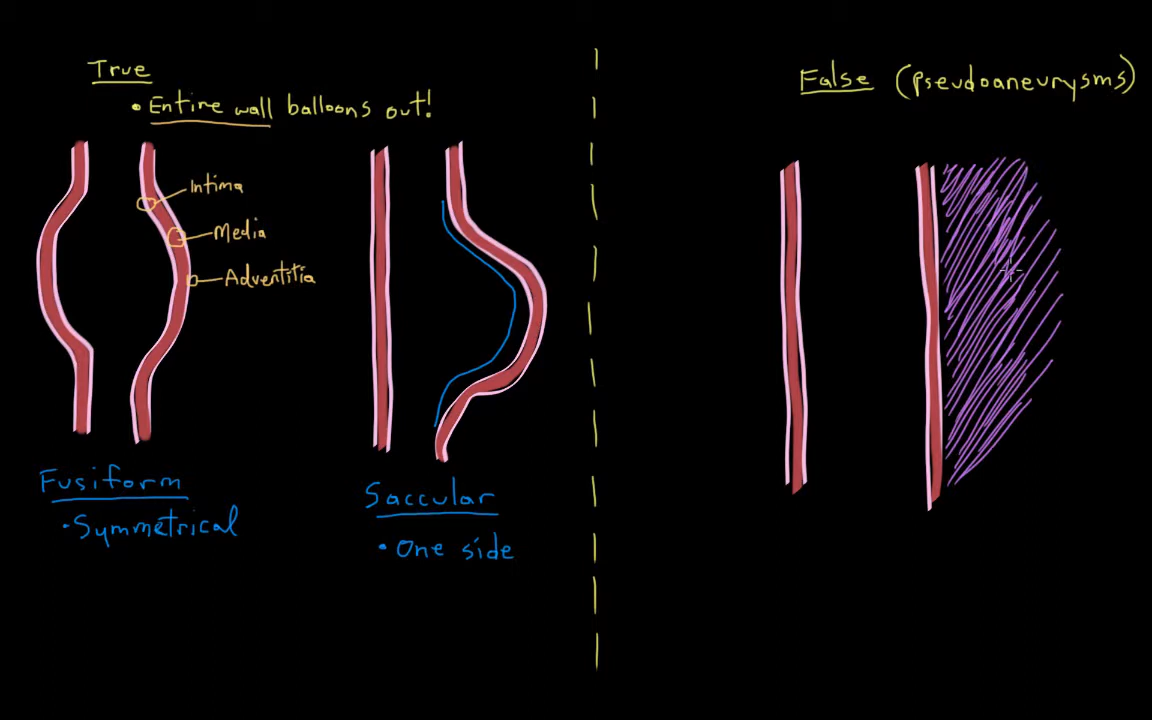 True
• Entire wall balloons out!
Intima
Media
Adventitia
Fusiform
• Symmetrical
Saccular
• One side
False (pseudoaneurysms)